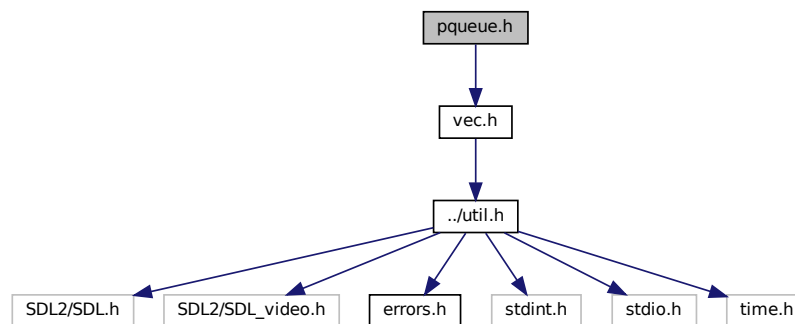 pqueue.h
vec.h
../util.h
SDL2/SDL.h
SDL2/SDL_video.h
errors.h
stdint.h
stdio.h
time.h